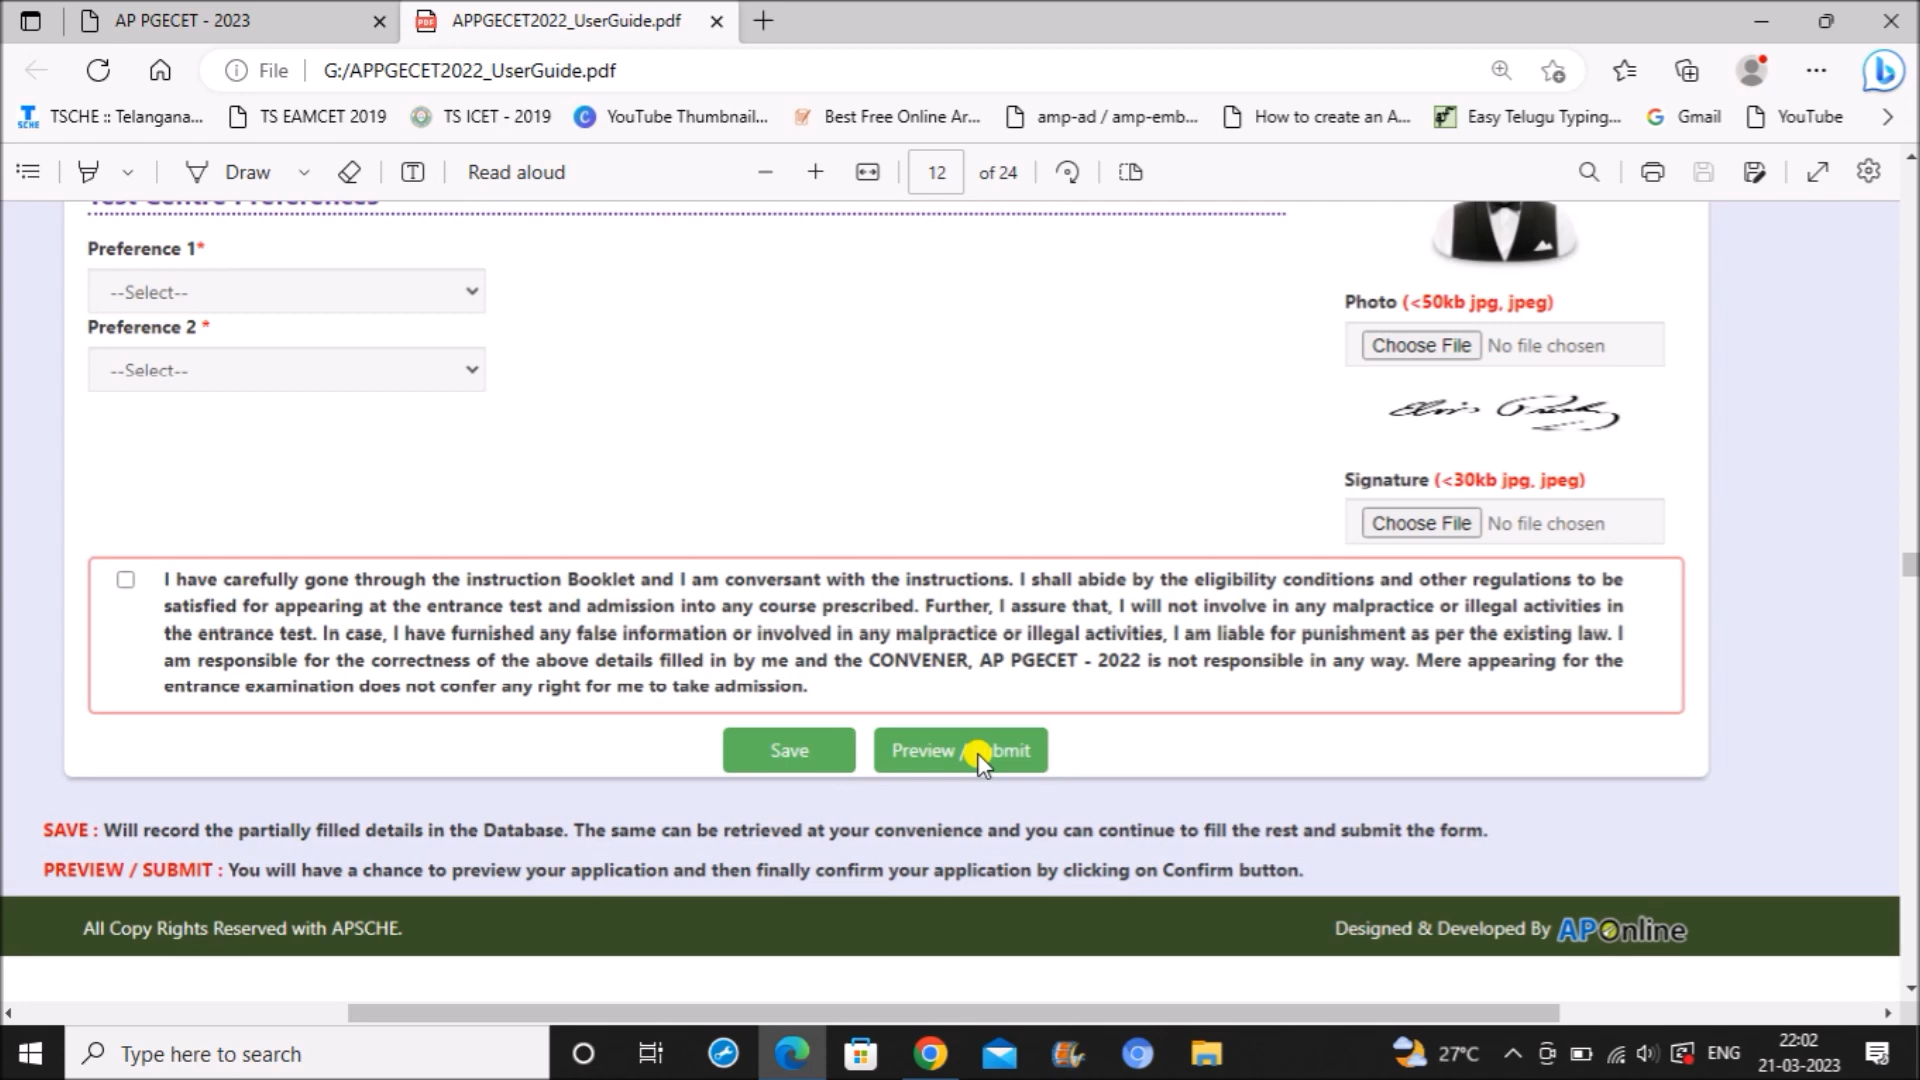 AP PGECET - 2023
APPGECET2022_UserGuide.pdf
File
G:/APPGECET2022_UserGuide.pdf
TSCHE :: Telangana...
TS EAMCET 2019
TS ICET - 2019
YouTube Thumbnail...
Best Free Online Ar...
amp-ad / amp-emb...
How to create an A...
Easy Telugu Typing...
Gmail
YouTube
Draw
Read aloud
12 of 24
Test Centre Preferences
Preference 1*
--Select--
Preference 2 *
--Select--
Photo (<50kb jpg, jpeg)
Choose File No file chosen
Signature (<30kb jpg, jpeg)
Choose File No file chosen
I have carefully gone through the instruction Booklet and I am conversant with the instructions. I shall abide by the eligibility conditions and other regulations to be
satisfied for appearing at the entrance test and admission into any course prescribed. Further, I assure that, I will not involve in any malpractice or illegal activities in
the entrance test. In case, I have furnished any false information or involved in any malpractice or illegal activities, I am liable for punishment as per the existing law. I
am responsible for the correctness of the above details filled in by me and the CONVENER, AP PGECET - 2022 is not responsible in any way. Mere appearing for the
entrance examination does not confer any right for me to take admission.
Save
Preview / Submit
SAVE : Will record the partially filled details in the Database. The same can be retrieved at your convenience and you can continue to fill the rest and submit the form.
PREVIEW / SUBMIT : You will have a chance to preview your application and then finally confirm your application by clicking on Confirm button.
All Copy Rights Reserved with APSCHE.
Designed & Developed By APOnline
Type here to search
27°C
ENG
22:02
21-03-2023